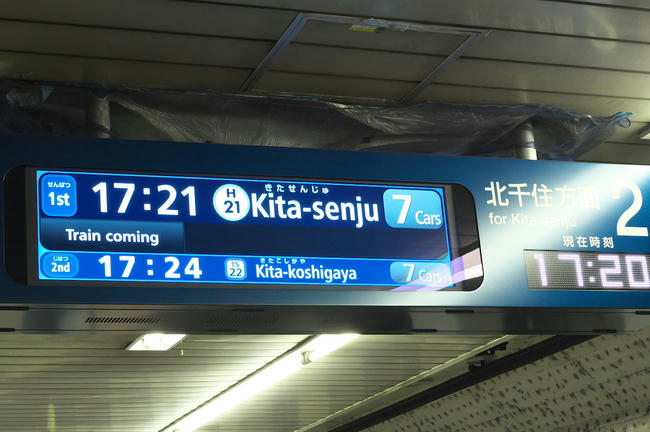 せんぱつ
1st 17:21 H 21 きたせんじゅ Kita-senju 7 Cars
Train coming
じはつ
2nd 17:24 TS 22 きたこしがや Kita-koshigaya 7 Cars
北千住方面 2
for Kita-senju
現在時刻
17:20